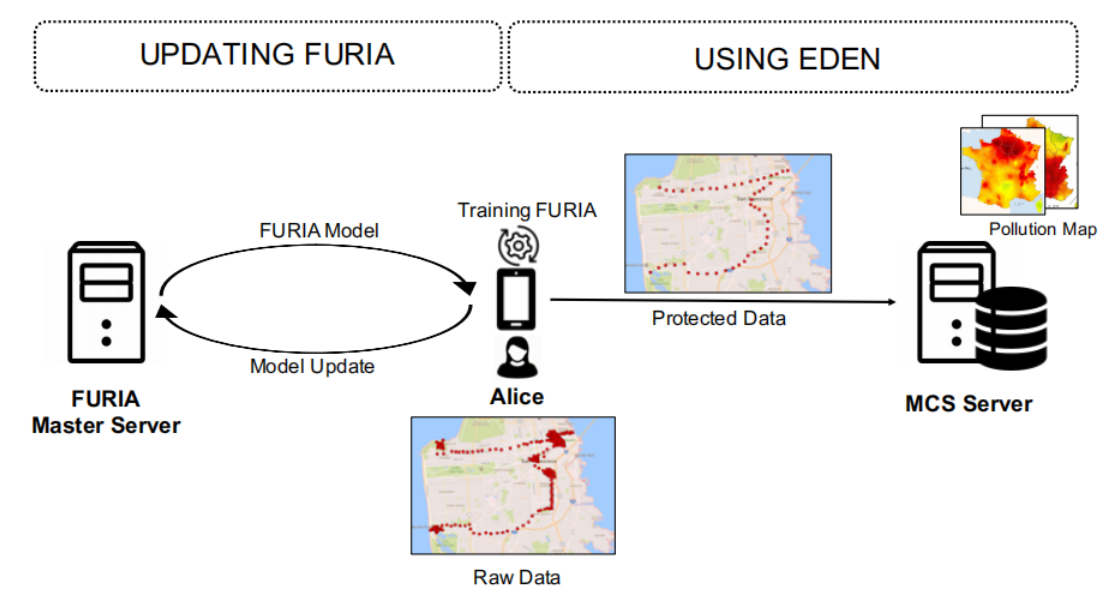 UPDATING FURIA
USING EDEN
Training FURIA
FURIA Model
Pollution Map
Protected Data
Model Update
FURIA
Master Server
Alice
MCS Server
Raw Data